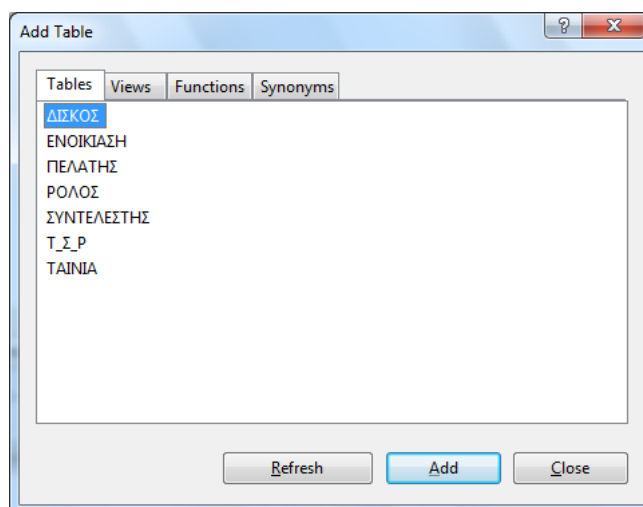 Add Table
Tables Views Functions Synonyms
ΔΙΣΚΟΣ
ΕΝΟΙΚΙΑΣΗ
ΠΕΛΑΤΗΣ
ΡΟΛΟΣ
ΣΥΝΤΕΛΕΣΤΗΣ
Τ_Σ_Ρ
ΤΑΙΝΙΑ
Refresh Add Close